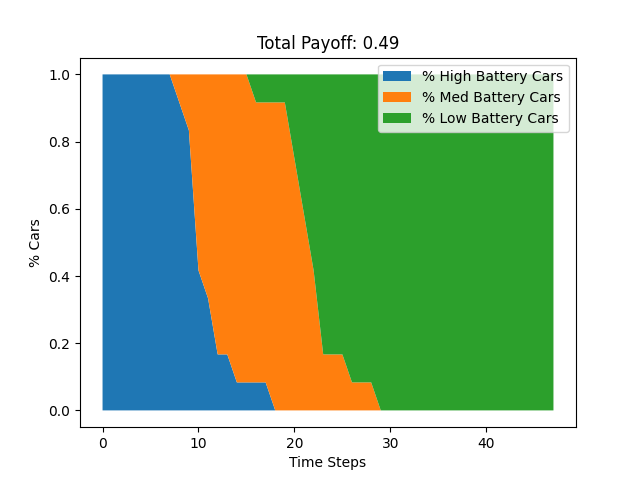 Total Payoff: 0.49
% High Battery Cars
% Med Battery Cars
% Low Battery Cars
1.0
0.8
0.6
0.4
0.2
0.0
% Cars
0 10 20 30 40
Time Steps